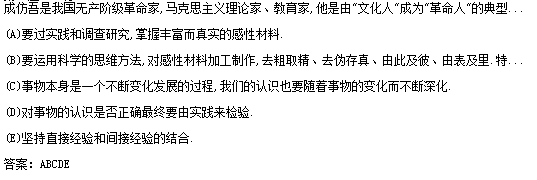 成仿吾是我国无产阶级革命家,马克思主义理论家、教育家,他是由“文化人”成为“革命人”的典型...
(A)要过实践和调查研究,掌握丰富而真实的感性材料.
(B)要运用科学的思维方法,对感性材料加工制作,去粗取精、去伪存真、由此及彼、由表及里.特...
(C)事物本身是一个不断变化发展的过程,我们的认识也要随着事物的变化而不断深化.
(D)对事物的认识是否正确最终要由实践来检验.
(E)坚持直接经验和间接经验的结合.
答案: ABCDE